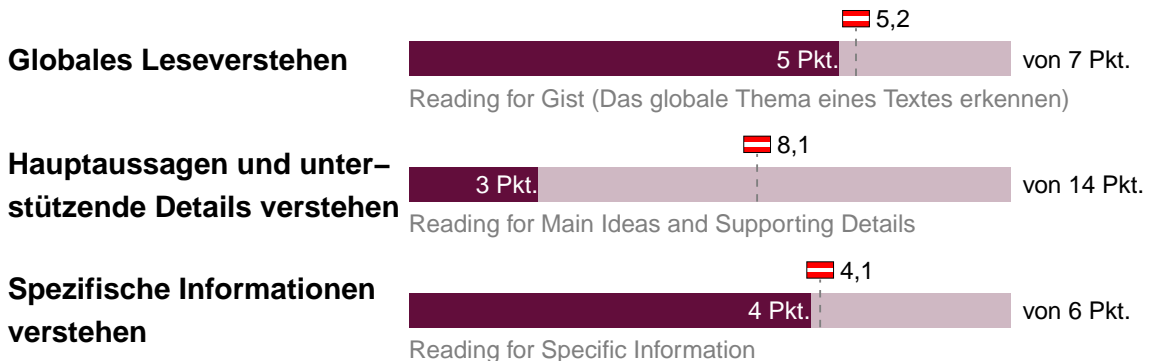 5,2
Globales Leseverstehen 5 Pkt. von 7 Pkt.
Reading for Gist (Das globale Thema eines Textes erkennen)
8,1
Hauptaussagen und unter–
stützende Details verstehen 3 Pkt. von 14 Pkt.
Reading for Main Ideas and Supporting Details
4,1
Spezifische Informationen
verstehen 4 Pkt. von 6 Pkt.
Reading for Specific Information